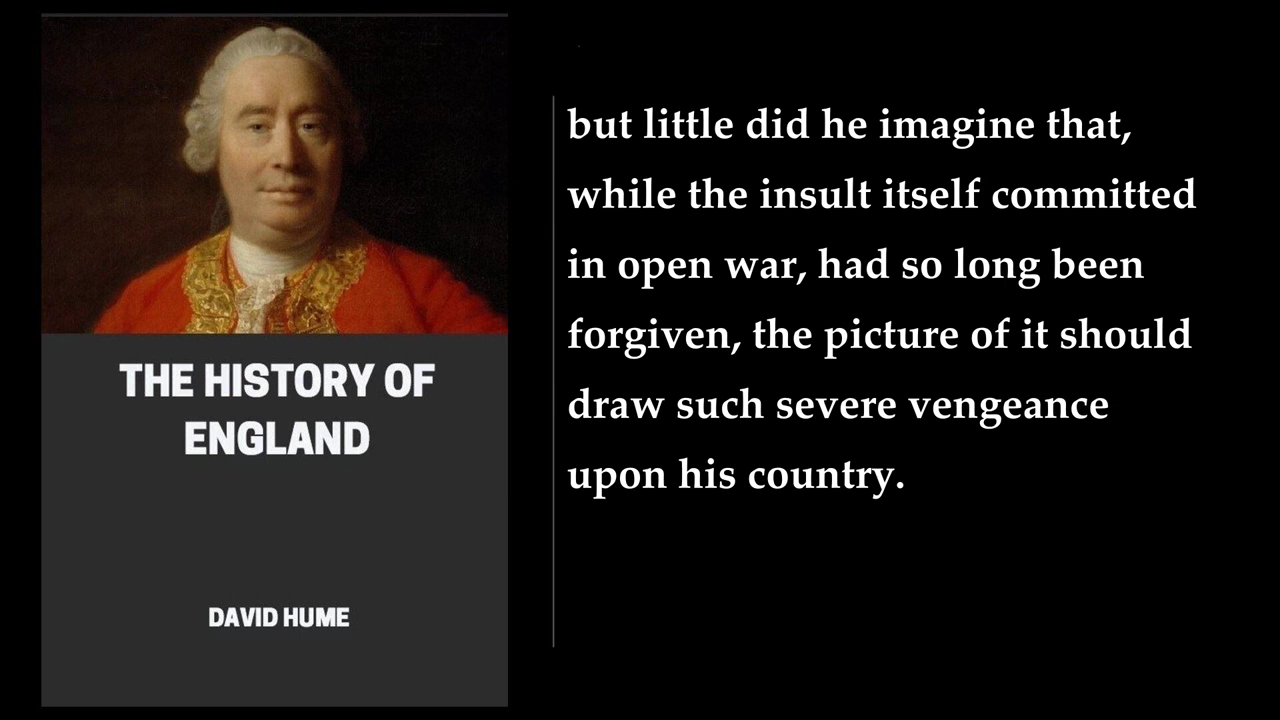 THE HISTORY OF
ENGLAND
DAVID HUME
but little did he imagine that,
while the insult itself committed
in open war, had so long been
forgiven, the picture of it should
draw such severe vengeance
upon his country.